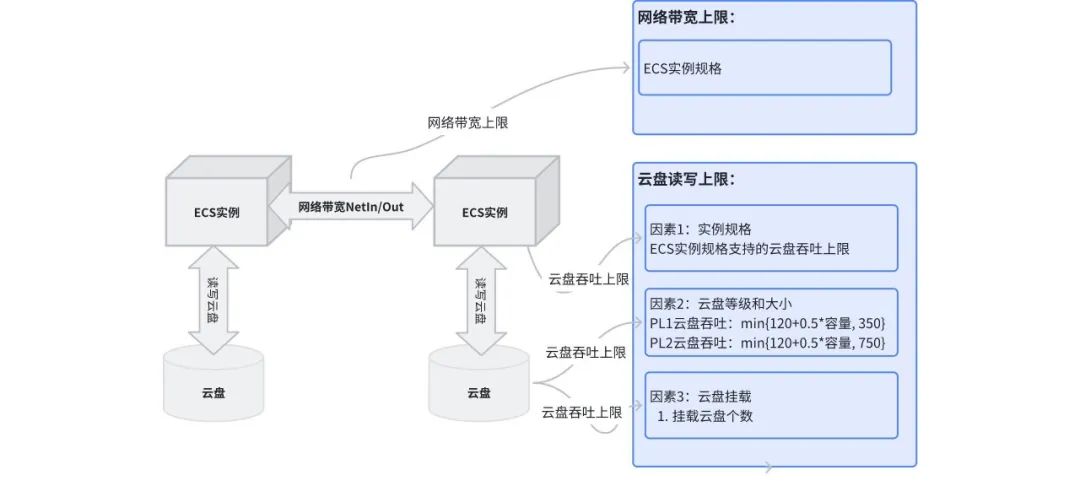 网络带宽上限：
ECS实例规格
网络带宽上限
云盘读写上限：
ECS实例
网络带宽NetIn/Out
ECS实例
因素1：实例规格
ECS实例规格支持的云盘吞吐上限
云盘吞吐上限
读写云盘
读写云盘
因素2：云盘等级和大小
PL1云盘吞吐：min{120+0.5*容量, 350}
PL2云盘吞吐：min{120+0.5*容量, 750}
云盘吞吐上限
云盘
云盘
因素3：云盘挂载
1. 挂载云盘个数
云盘吞吐上限